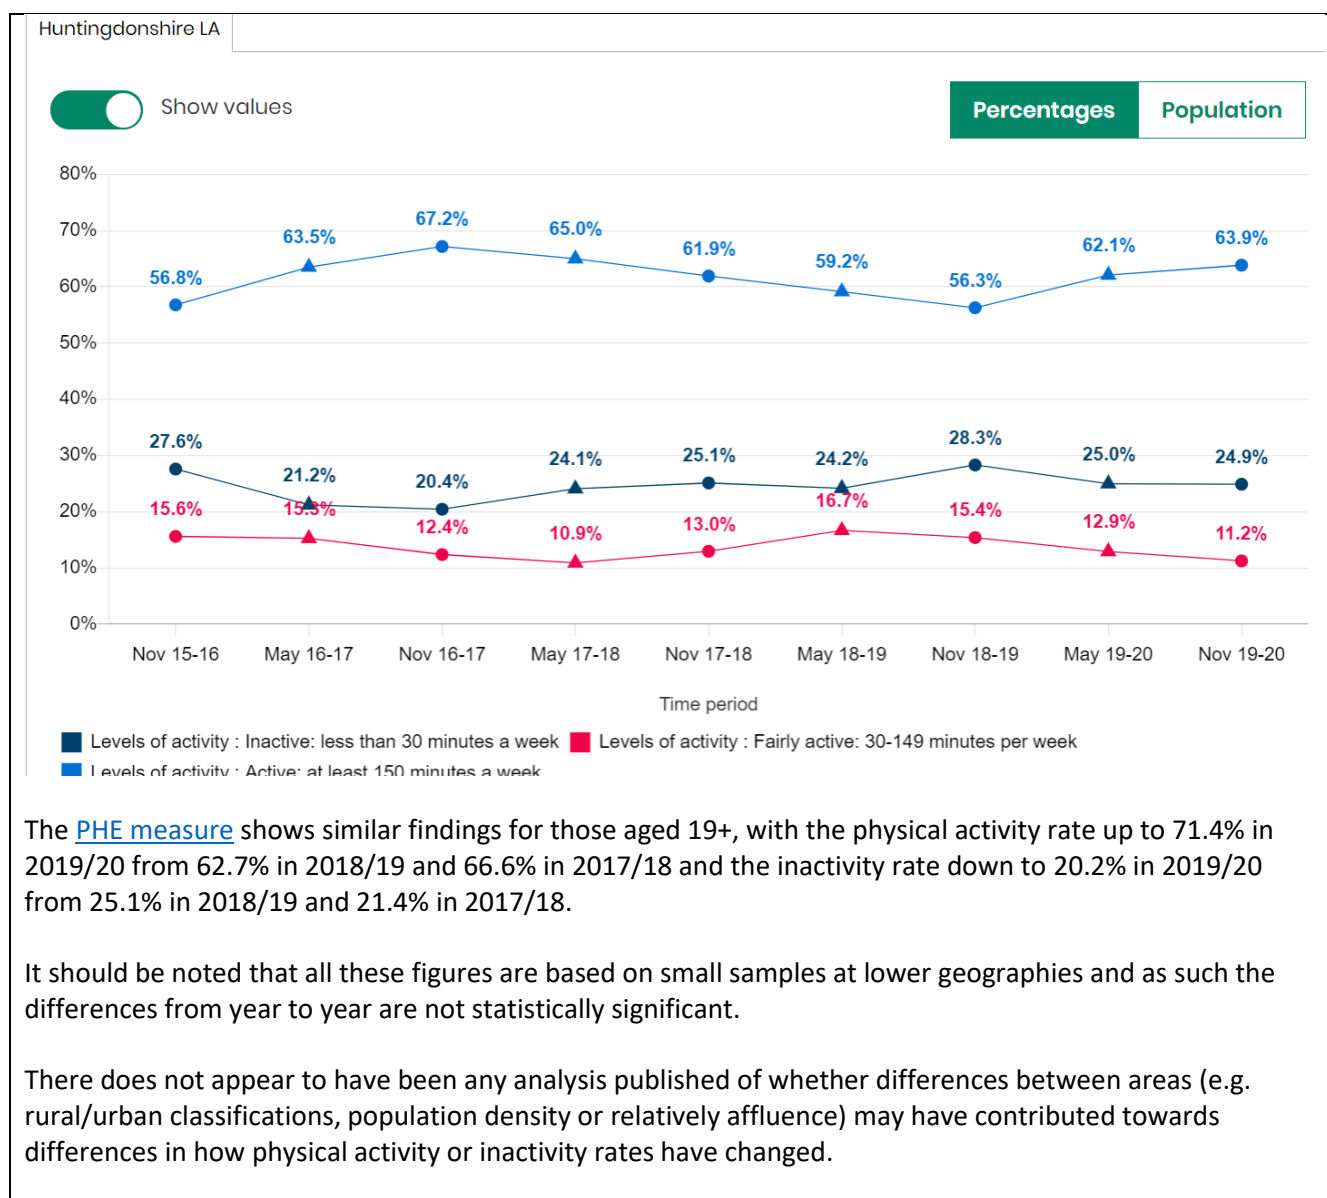 Huntingdonshire LA
Show values
Percentages Population
80%
70%
60%
50%
40%
30%
20%
10%
0%
56.8% 63.5% 67.2% 65.0% 61.9% 59.2% 56.3% 62.1% 63.9%
27.6% 21.2% 20.4% 24.1% 25.1% 24.2% 28.3% 25.0% 24.9%
15.6% 15.3% 12.4% 10.9% 13.0% 16.7% 15.4% 12.9% 11.2%
Nov 15-16 May 16-17 Nov 16-17 May 17-18 Nov 17-18 May 18-19 Nov 18-19 May 19-20 Nov 19-20
Time period
Levels of activity : Inactive: less than 30 minutes a week Levels of activity : Fairly active: 30-149 minutes per week
Levels of activity : Active: at least 150 minutes a week
The PHE measure shows similar findings for those aged 19+, with the physical activity rate up to 71.4% in
2019/20 from 62.7% in 2018/19 and 66.6% in 2017/18 and the inactivity rate down to 20.2% in 2019/20
from 25.1% in 2018/19 and 21.4% in 2017/18.
It should be noted that all these figures are based on small samples at lower geographies and as such the
differences from year to year are not statistically significant.
There does not appear to have been any analysis published of whether differences between areas (e.g.
rural/urban classifications, population density or relatively affluence) may have contributed towards
differences in how physical activity or inactivity rates have changed.